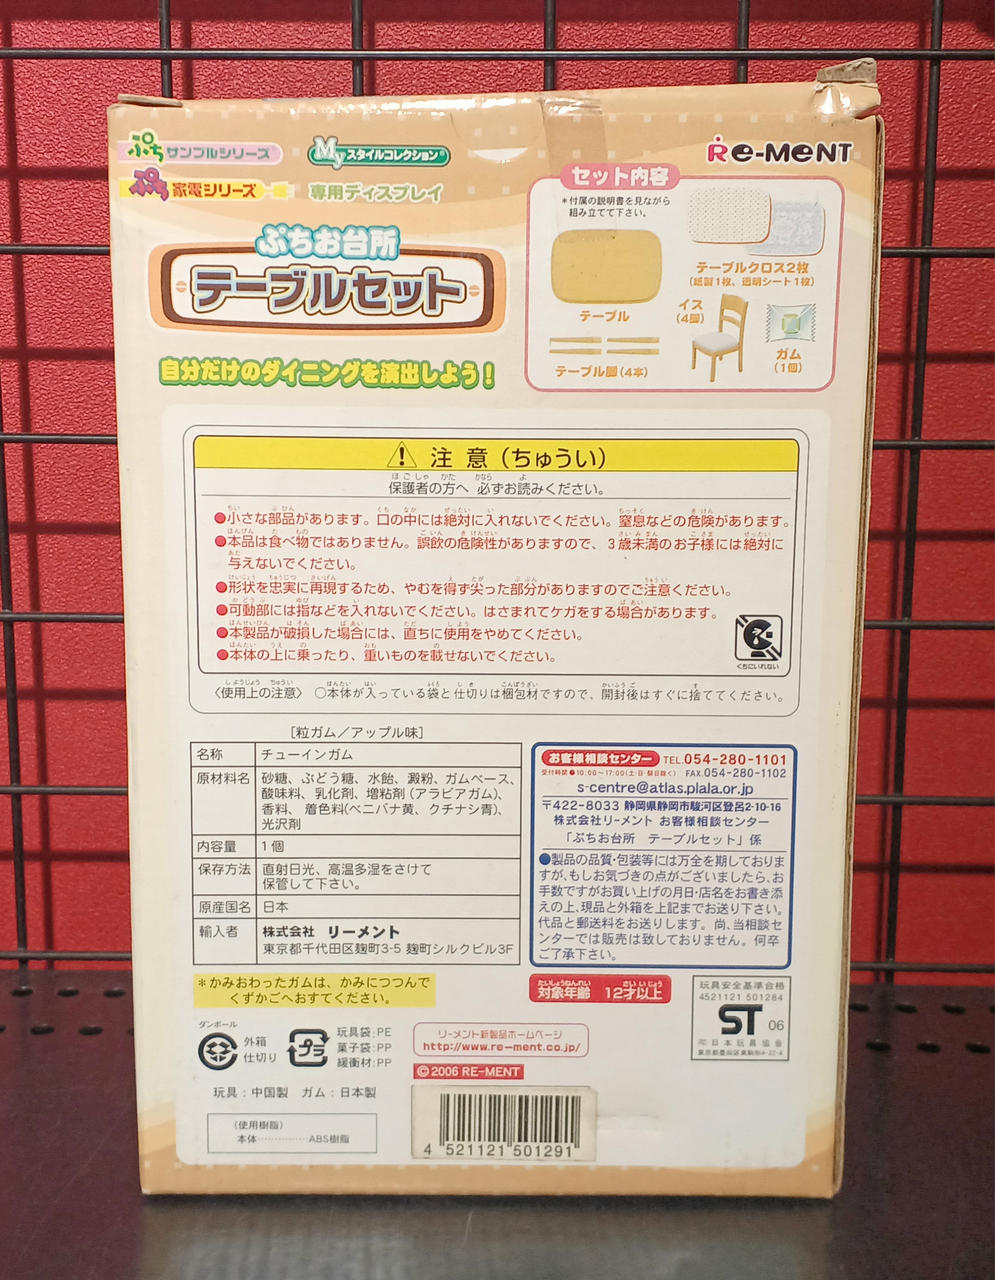 ぷち サンプルシリーズ®
Myスタイルコレクション®
Re-MeNT
ぷち 家電シリーズ
専用ディスプレイ
ぷちお台所
テーブルセット
自分だけのダイニングを演出しよう!
セット内容
*付属の説明書を見ながら
組み立てて下さい。
テーブル
テーブルクロス2枚
(紙製1枚、透明シート1枚)
イス
(4脚)
ガム
(1個)
テーブル脚(4本)
注 意(ちゅうい)
保護者の方へ 必ずお読みください。
●小さな部品があります。口の中には絶対に入れないでください。窒息などの危険があります。
●本品は食べ物ではありません。誤飲の危険性がありますので、3歳未満のお子様には絶対に
与えないでください。
●形状を忠実に再現するため、やむを得ず尖った部分がありますのでご注意ください。
●可動部には指などを入れないでください。はさまれてケガをする場合があります。
●本製品が破損した場合には、直ちに使用をやめてください。
●本体の上に乗ったり、重いものを載せないでください。
くちにいれない
〈使用上の注意〉 ○本体が入っている袋と仕切りは梱包材ですので、開封後はすぐに捨ててください。
[粒ガム/アップル味]
名称 チューインガム
原材料名 砂糖、ぶどう糖、水飴、澱粉、ガムベース、
酸味料、乳化剤、増粘剤(アラビアガム)、
香料、着色料(ベニバナ黄、クチナシ青)、
光沢剤
内容量 1個
保存方法 直射日光、高温多湿をさけて
保管して下さい。
原産国名 日本
輸入者 株式会社 リーメント
東京都千代田区麹町3-5 麹町シルクビル3F
お客様相談センター TEL.054-280-1101
受付時間●10:00~17:00(土・日・祭日除く) FAX.054-280-1102
s-centre@atlas.plala.or.jp
〒422-8033 静岡県静岡市駿河区登呂2-10-16
株式会社リーメント お客様相談センター
「ぷちお台所 テーブルセット」係
●製品の品質・包装等には万全を期しておりま
すが、もしお気づきの点がございましたら、お
手数ですがお買い上げの月日・店名をお書き添
えの上、現品と外箱を上記までお送り下さい。
代品と郵送料をお送りします。尚、当相談セ
ンターでは販売は致しておりません。何卒
ご了承下さい。
*かみおわったガムは、かみにつつんで
くずかごへおすてください。
対象年齢 12才以上
玩具安全基準合格
4521121 501284
ST 06
日本玩具協会
東京都墨田区東駒形4-22-4
ダンボール
外箱
仕切り
プラ
玩具袋:PE
菓子袋:PP
緩衝材:PP
リーメント新製品ホームページ
http://www.re-ment.co.jp/
©2006 RE-MENT
玩具:中国製 ガム:日本製
(使用樹脂)
本体…………ABS樹脂
4 521121 501291